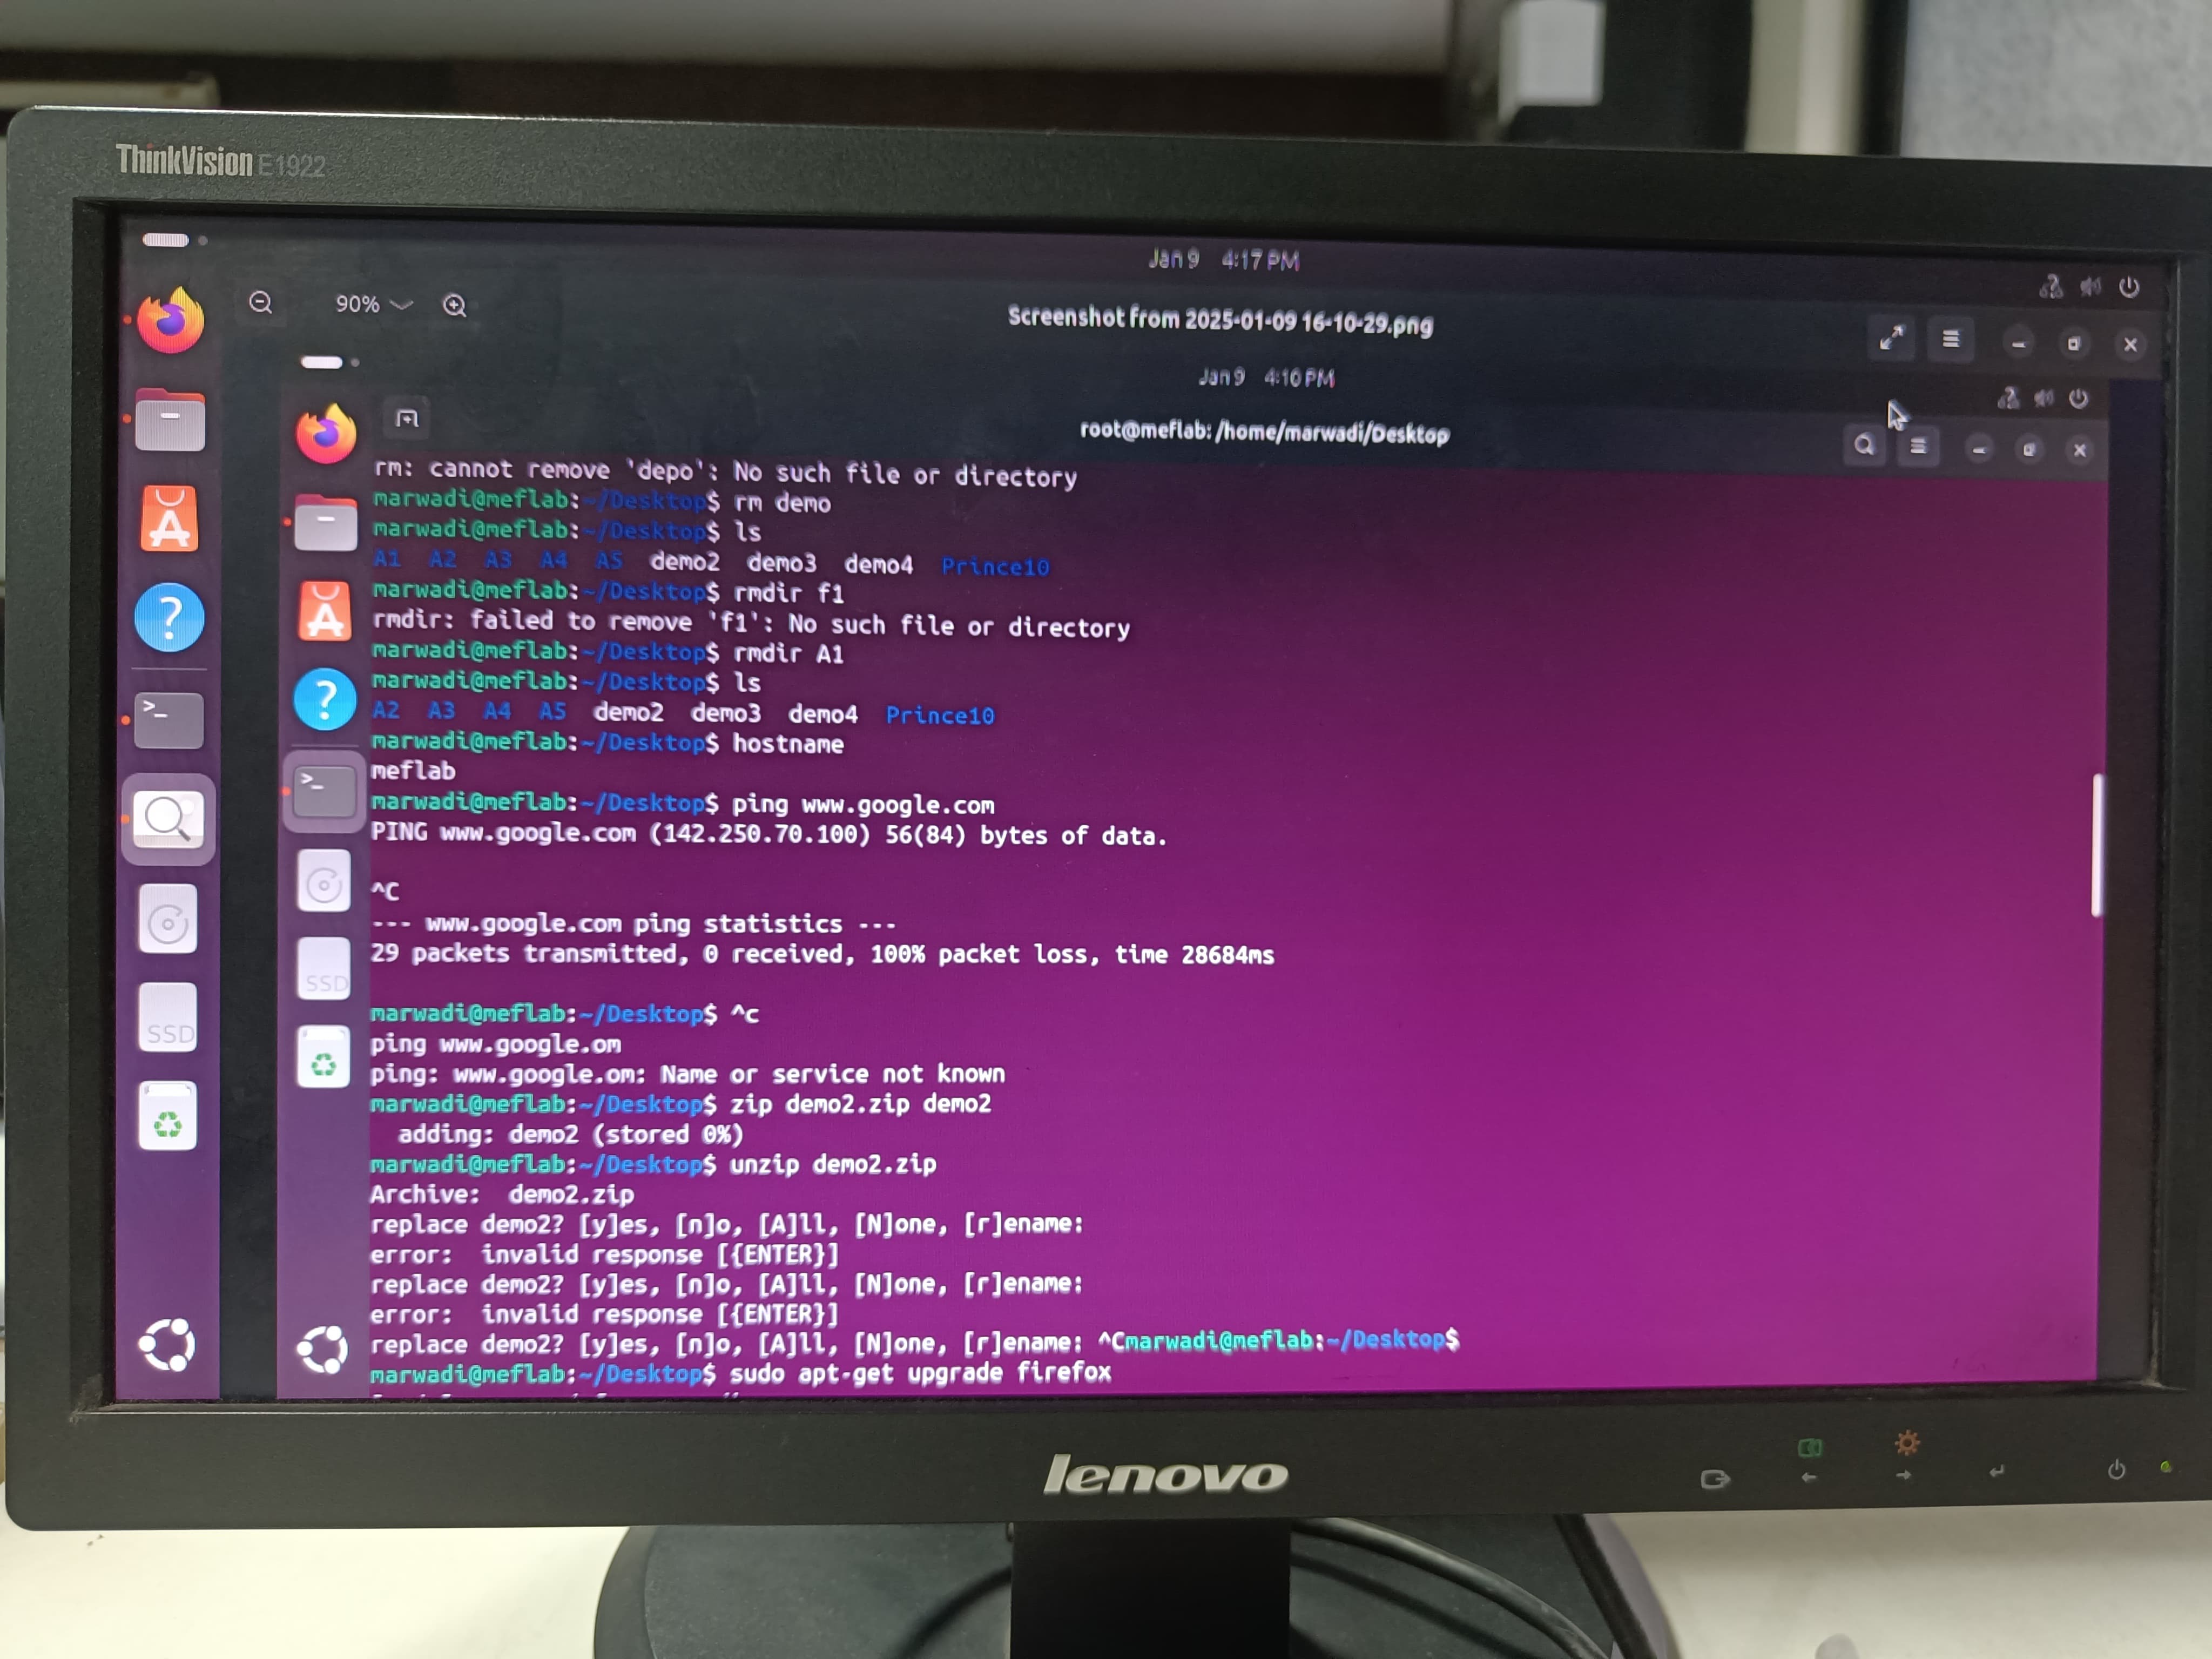 ThinkVision E1922
Jan 9 4:17 PM
90%
Screenshot from 2025-01-09 16-10-29.png
Jan 9 4:10 PM
root@meflab: /home/marwadi/Desktop
rm: cannot remove 'depo': No such file or directory
marwadi@meflab:~/Desktop$ rm demo
marwadi@meflab:~/Desktop$ ls
A1 A2 A3 A4 A5 demo2 demo3 demo4 Prince10
marwadi@meflab:~/Desktop$ rmdir f1
rmdir: failed to remove 'f1': No such file or directory
marwadi@meflab:~/Desktop$ rmdir A1
marwadi@meflab:~/Desktop$ ls
A2 A3 A4 A5 demo2 demo3 demo4 Prince10
marwadi@meflab:~/Desktop$ hostname
meflab
marwadi@meflab:~/Desktop$ ping www.google.com
PING www.google.com (142.250.70.100) 56(84) bytes of data.
^C
--- www.google.com ping statistics ---
29 packets transmitted, 0 received, 100% packet loss, time 28684ms
marwadi@meflab:~/Desktop$ ^c
ping www.google.om
ping: www.google.om: Name or service not known
marwadi@meflab:~/Desktop$ zip demo2.zip demo2
adding: demo2 (stored 0%)
marwadi@meflab:~/Desktop$ unzip demo2.zip
Archive: demo2.zip
replace demo2? [y]es, [n]o, [A]ll, [N]one, [r]ename:
error: invalid response [{ENTER}]
replace demo2? [y]es, [n]o, [A]ll, [N]one, [r]ename:
error: invalid response [{ENTER}]
replace demo2? [y]es, [n]o, [A]ll, [N]one, [r]ename: ^Cmarwadi@meflab:~/Desktop$
marwadi@meflab:~/Desktop$ sudo apt-get upgrade firefox
SSD
SSD
lenovo